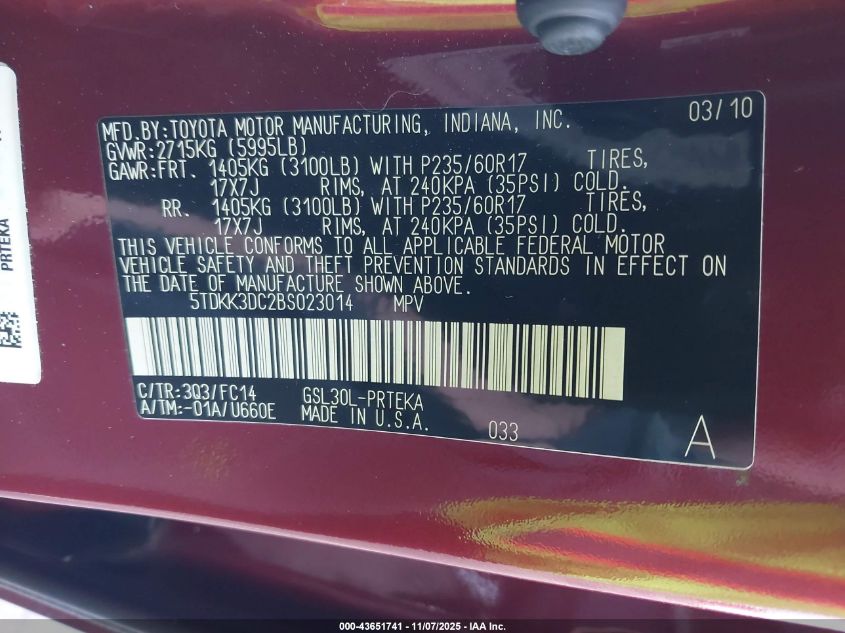 MFD. BY: TOYOTA MOTOR MANUFACTURING, INDIANA, INC. 03/10
GVWR: 2715KG (5995LB)
GAWR: FRT. 1405KG (3100LB) WITH P235/60R17 TIRES,
17X7J RIMS, AT 240KPA (35PSI) COLD.
RR. 1405KG (3100LB) WITH P235/60R17 TIRES,
17X7J RIMS, AT 240KPA (35PSI) COLD.
THIS VEHICLE CONFORMS TO ALL APPLICABLE FEDERAL MOTOR
VEHICLE SAFETY AND THEFT PREVENTION STANDARDS IN EFFECT ON
THE DATE OF MANUFACTURE SHOWN ABOVE.
5TDKK3DC2BS023014 MPV
C/TR: 3Q3/FC14 GSL30L-PRTEKA
A/TM: -01A/U660E MADE IN U.S.A.
033
A
PRTEKA
000-43651741 - 11/07/2025 - IAA Inc.